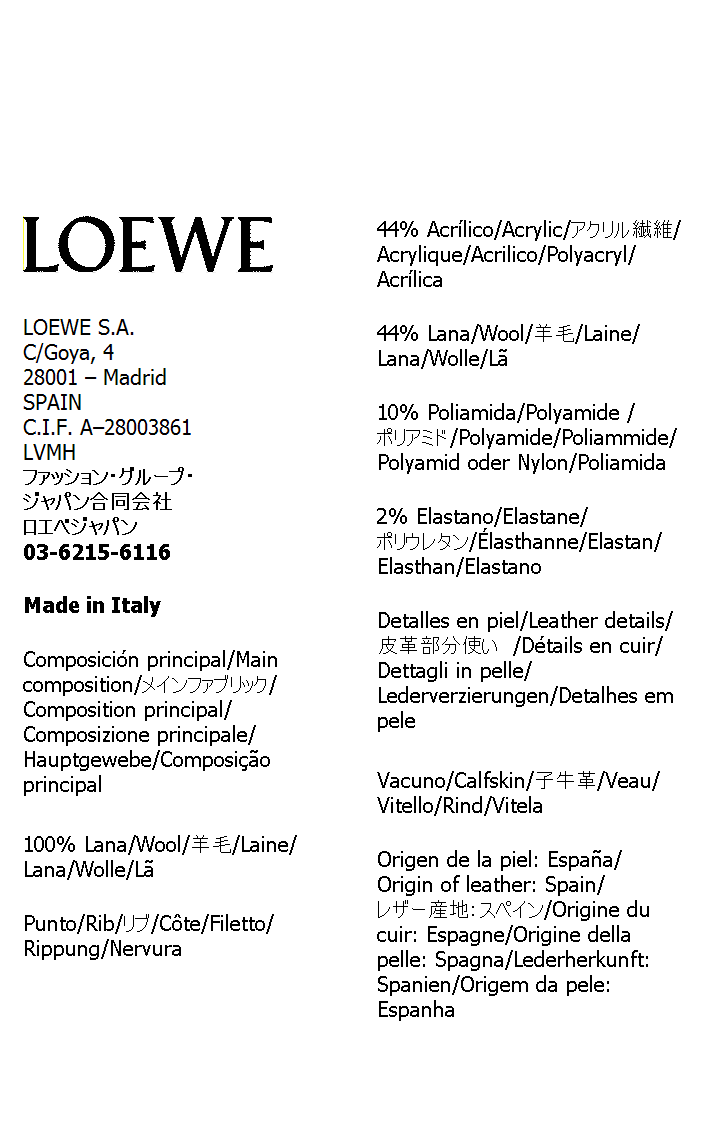 LOEWE
LOEWE S.A.
C/Goya, 4
28001 – Madrid
SPAIN
C.I.F. A–28003861
LVMH
ファッション・グループ・
ジャパン合同会社
ロエベジャパン
03-6215-6116
Made in Italy
Composición principal/Main
composition/メインファブリック/
Composition principal/
Composizione principale/
Hauptgewebe/Composição
principal
100% Lana/Wool/羊毛/Laine/
Lana/Wolle/Lã
Punto/Rib/リブ/Côte/Filetto/
Rippung/Nervura
44% Acrílico/Acrylic/アクリル繊維/
Acrylique/Acrilico/Polyacryl/
Acrílica
44% Lana/Wool/羊毛/Laine/
Lana/Wolle/Lã
10% Poliamida/Polyamide /
ポリアミド/Polyamide/Poliammide/
Polyamid oder Nylon/Poliamida
2% Elastano/Elastane/
ポリウレタン/Élasthanne/Elastan/
Elasthan/Elastano
Detalles en piel/Leather details/
皮革部分使い /Détails en cuir/
Dettagli in pelle/
Lederverzierungen/Detalhes em
pele
Vacuno/Calfskin/子牛革/Veau/
Vitello/Rind/Vitela
Origen de la piel: España/
Origin of leather: Spain/
レザー産地：スペイン/Origine du
cuir: Espagne/Origine della
pelle: Spagna/Lederherkunft:
Spanien/Origem da pele:
Espanha